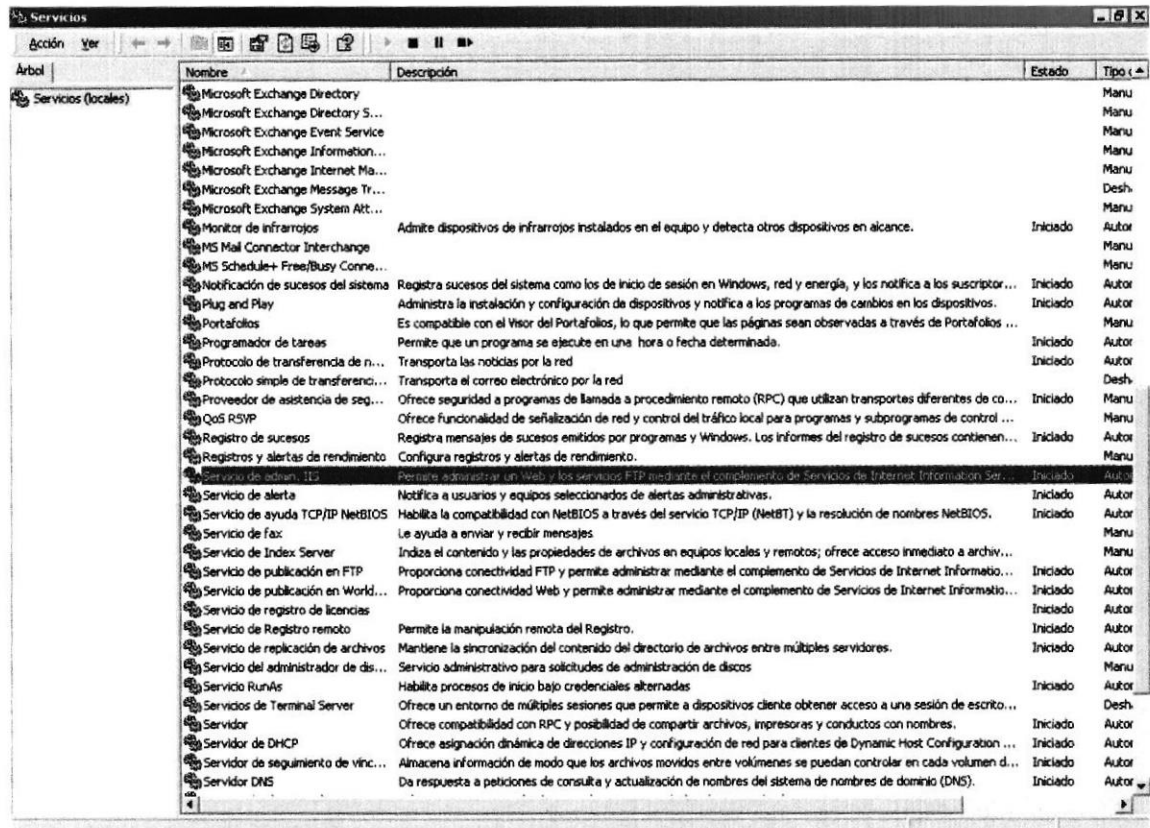 Servicios
Acción Ver
Árbol
Nombre Descripción Estado Tipo (
Servicios (locales)
Microsoft Exchange Directory Manu
Microsoft Exchange Directory S... Manu
Microsoft Exchange Event Service Manu
Microsoft Exchange Information... Manu
Microsoft Exchange Internet Ma... Manu
Microsoft Exchange Message Tr... Desh
Microsoft Exchange System Att... Manu
Monitor de infrarrojos Admite dispositivos de infrarrojos instalados en el equipo y detecta otros dispositivos en alcance. Iniciado Autor
MS Mail Connector Interchange Manu
MS Schedule+ Free/Busy Conne... Manu
Notificación de sucesos del sistema Registra sucesos del sistema como los de inicio de sesión en Windows, red y energía, y los notifica a los suscriptor... Iniciado Autor
Plug and Play Administra la instalación y configuración de dispositivos y notifica a los programas de cambios en los dispositivos. Iniciado Autor
Portafolios Es compatible con el Visor del Portafolios, lo que permite que las páginas sean observadas a través de Portafolios ... Manu
Programador de tareas Permite que un programa se ejecute en una hora o fecha determinada. Iniciado Autor
Protocolo de transferencia de n... Transporta las noticias por la red Iniciado Autor
Protocolo simple de transferenci... Transporta el correo electrónico por la red Desh
Proveedor de asistencia de seg... Ofrece seguridad a programas de llamada a procedimiento remoto (RPC) que utilizan transportes diferentes de co... Iniciado Manu
QoS RSVP Ofrece funcionalidad de señalización de red y control del tráfico local para programas y subprogramas de control ... Manu
Registro de sucesos Registra mensajes de sucesos emitidos por programas y Windows. Los informes del registro de sucesos contienen... Iniciado Autor
Registros y alertas de rendimiento Configura registros y alertas de rendimiento. Manu
Servicio de admin. IIS Permite administrar un Web y los servicios FTP mediante el complemento de Servicios de Internet Information Ser... Iniciado Autor
Servicio de alerta Notifica a usuarios y equipos seleccionados de alertas administrativas. Iniciado Autor
Servicio de ayuda TCP/IP NetBIOS Habilita la compatibilidad con NetBIOS a través del servicio TCP/IP (NetBT) y la resolución de nombres NetBIOS. Iniciado Autor
Servicio de fax Le ayuda a enviar y recibir mensajes Manu
Servicio de Index Server Indiza el contenido y las propiedades de archivos en equipos locales y remotos; ofrece acceso inmediato a archiv... Manu
Servicio de publicación en FTP Proporciona conectividad FTP y permite administrar mediante el complemento de Servicios de Internet Informatio... Iniciado Autor
Servicio de publicación en World... Proporciona conectividad Web y permite administrar mediante el complemento de Servicios de Internet Informatio... Iniciado Autor
Servicio de registro de licencias Iniciado Autor
Servicio de Registro remoto Permite la manipulación remota del Registro. Iniciado Autor
Servicio de replicación de archivos Mantiene la sincronización del contenido del directorio de archivos entre múltiples servidores. Iniciado Autor
Servicio del administrador de dis... Servicio administrativo para solicitudes de administración de discos Manu
Servicio RunAs Habilita procesos de inicio bajo credenciales alternadas Iniciado Autor
Servicios de Terminal Server Ofrece un entorno de múltiples sesiones que permite a dispositivos cliente obtener acceso a una sesión de escrito... Desh
Servidor Ofrece compatibilidad con RPC y posibilidad de compartir archivos, impresoras y conductos con nombres. Iniciado Autor
Servidor de DHCP Ofrece asignación dinámica de direcciones IP y configuración de red para clientes de Dynamic Host Configuration ... Iniciado Autor
Servidor de seguimiento de vínc... Almacena información de modo que los archivos movidos entre volúmenes se puedan controlar en cada volumen d... Iniciado Autor
Servidor DNS Da respuesta a peticiones de consulta y actualización de nombres del sistema de nombres de dominio (DNS). Iniciado Autor